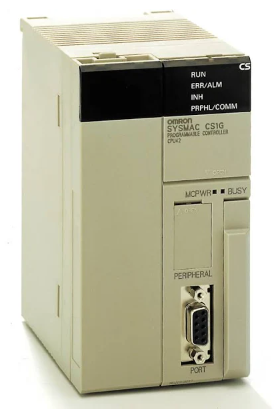 CS
RUN
ERR/ALM
INH
PRPHL/COMM
OMRON
SYSMAC CS1G
PROGRAMMABLE CONTROLLER
CPU42
MCPWR BUSY
PERIPHERAL
PORT